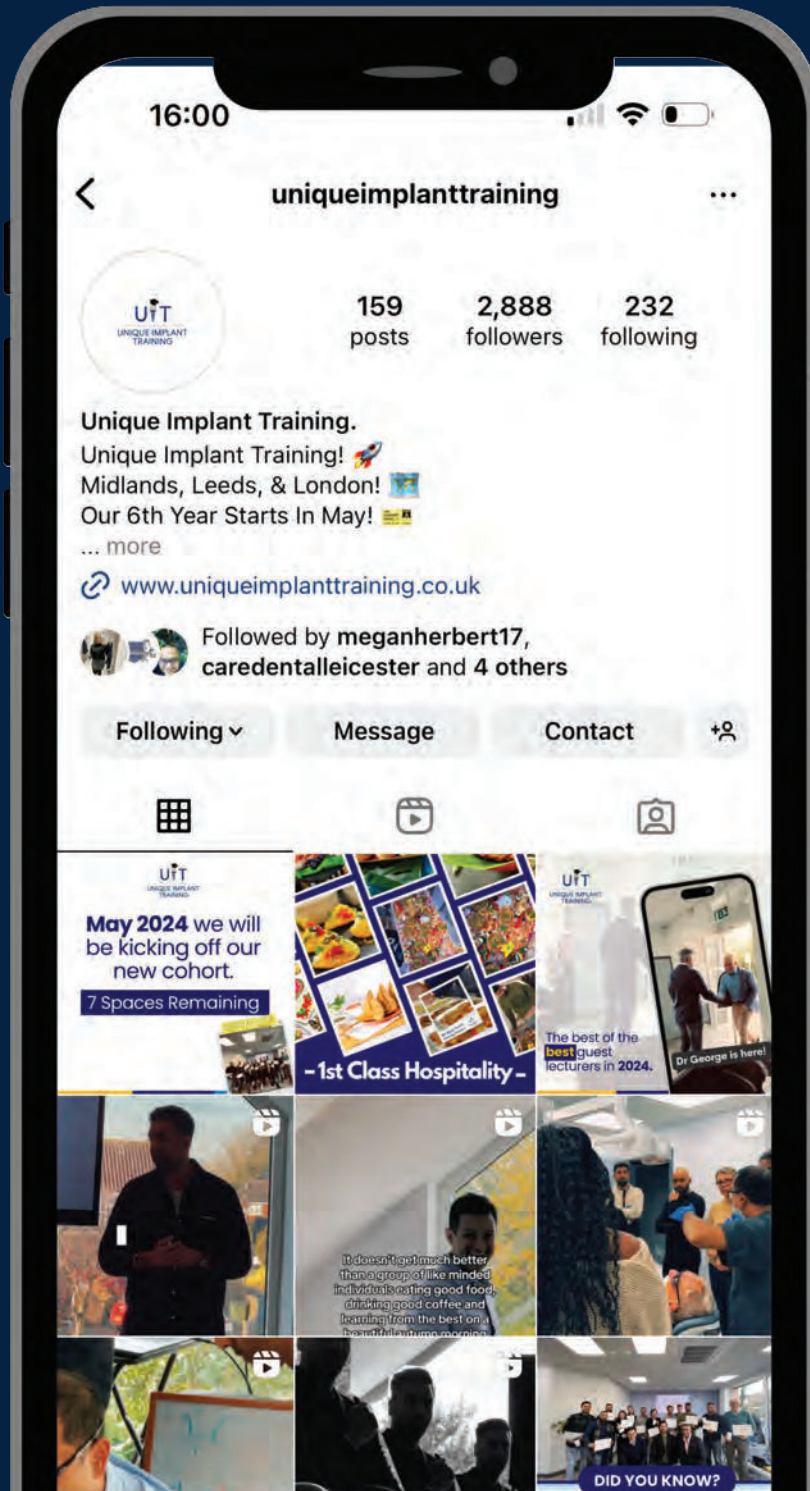 16:00
uniqueimplanttraining
...
UiT
UNIQUE IMPLANT
TRAINING
159
posts
2,888
followers
232
following
Unique Implant Training.
Unique Implant Training! 🚀
Midlands, Leeds, & London! 🗺️
Our 6th Year Starts In May!
... more
www.uniqueimplanttraining.co.uk
Followed by meganherbert17,
caredentalleicester and 4 others
Following
Message
Contact
UiT
UNIQUE IMPLANT
TRAINING
May 2024 we will
be kicking off our
new cohort.
7 Spaces Remaining
-1st Class Hospitality-
UiT
UNIQUE IMPLANT
TRAINING
The best of the
best guest
lecturers in 2024.
Dr George is here!
It doesn't get much better
than a group of like minded
individuals eating good food,
drinking good coffee and
learning from the best on a
beautiful autumn morning
DID YOU KNOW?